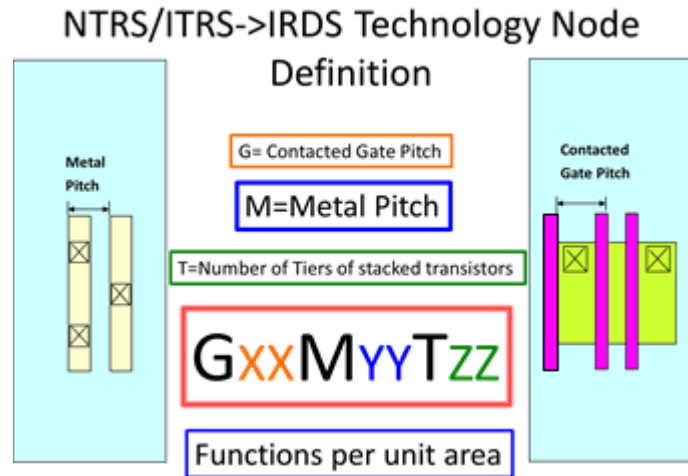 NTRS/ITRS->IRDS Technology Node
Definition
Metal
Pitch
G= Contacted Gate Pitch
M=Metal Pitch
T=Number of Tiers of stacked transistors
GXXMYYTZZ
Functions per unit area
Contacted
Gate Pitch